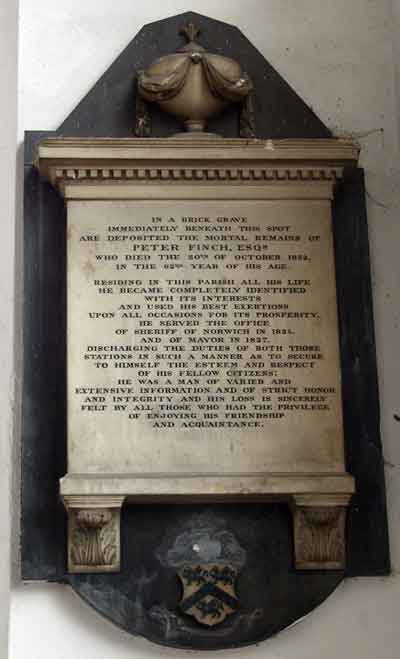 IN A BRICK GRAVE
IMMEDIATELY BENEATH THIS SPOT
ARE DEPOSITED THE MORTAL REMAINS OF
PETER FINCH, ESQR
WHO DIED THE 20TH OF OCTOBER
IN THE 62ND YEAR OF HIS AGE.
RESIDING IN THIS PARISH ALL HIS LIFE
HE BECAME COMPLETELY IDENTIFIED
WITH ITS INTERESTS
AND USED HIS BEST EXERTIONS
UPON ALL OCCASIONS FOR ITS PROSPERITY.
HE SERVED THE OFFICE
OF SHERIFF OF NORWICH IN
AND OF MAYOR IN 1827.
DISCHARGING THE DUTIES OF BOTH THOSE
STATIONS IN SUCH A MANNER AS TO SECURE
TO HIMSELF THE ESTEEM AND RESPECT
OF HIS FELLOW CITIZENS:
HE WAS A MAN OF VARIED AND
EXTENSIVE INFORMATION AND OF STRICT HONOR
AND INTEGRITY AND HIS LOSS IS SINCERELY
FELT BY ALL THOSE WHO HAD THE PRIVILEGE
OF ENJOYING HIS FRIENDSHIP
AND ACQUAINTANCE.